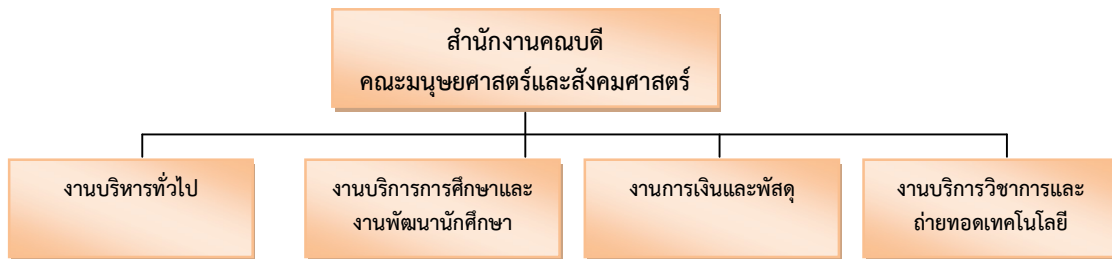 สำนักงานคณบดี
คณะมนุษยศาสตร์และสังคมศาสตร์
งานบริหารทั่วไป
งานบริการการศึกษาและ
งานพัฒนานักศึกษา
งานการเงินและพัสดุ
งานบริการวิชาการและ
ถ่ายทอดเทคโนโลยี